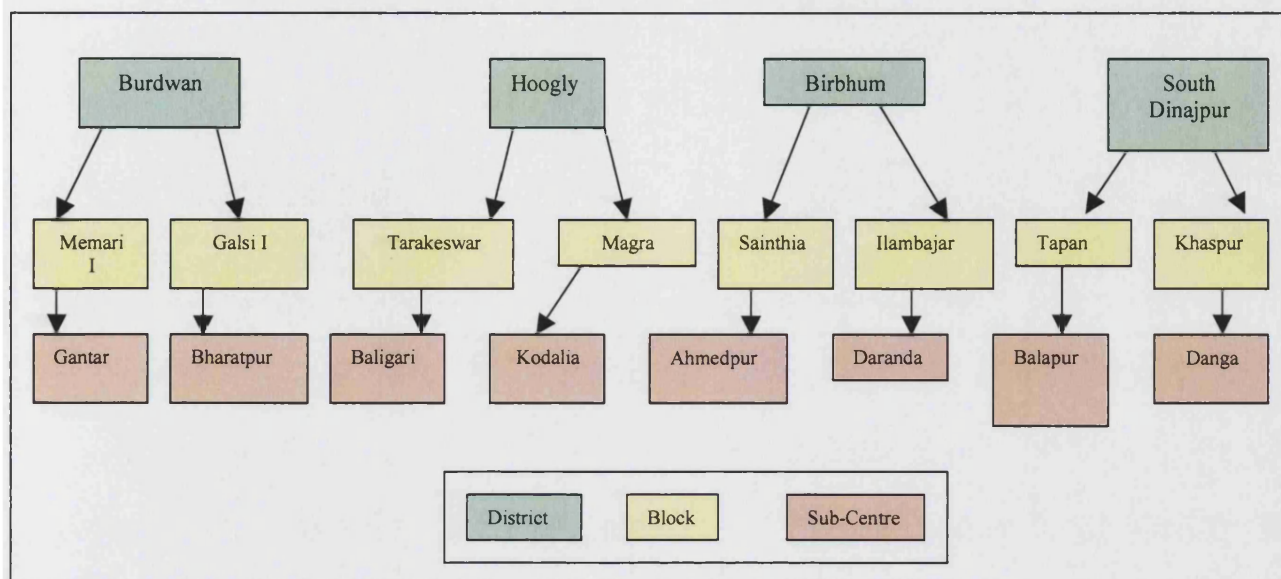 Burdwan
Hoogly
Birbhum
South
Dinajpur
Memari
I
Galsi I
Tarakeswar
Magra
Sainthia
Ilambajar
Tapan
Khaspur
Gantar
Bharatpur
Baligari
Kodalia
Ahmedpur
Daranda
Balapur
Danga
District
Block
Sub-Centre